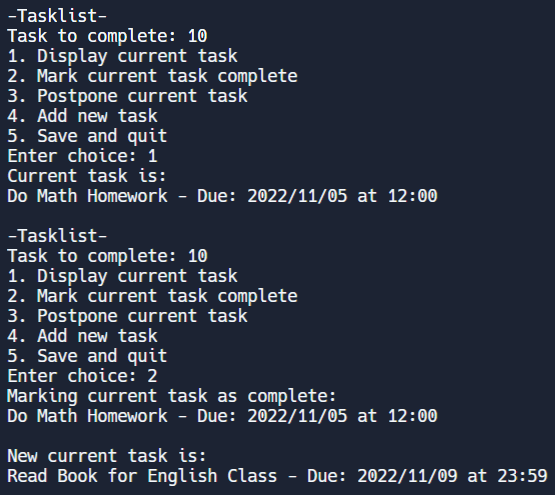 -Tasklist-
Task to complete: 10
1. Display current task
2. Mark current task complete
3. Postpone current task
4. Add new task
5. Save and quit
Enter choice: 1
Current task is:
Do Math Homework - Due: 2022/11/05 at 12:00

-Tasklist-
Task to complete: 10
1. Display current task
2. Mark current task complete
3. Postpone current task
4. Add new task
5. Save and quit
Enter choice: 2
Marking current task as complete:
Do Math Homework - Due: 2022/11/05 at 12:00

New current task is:
Read Book for English Class - Due: 2022/11/09 at 23:59